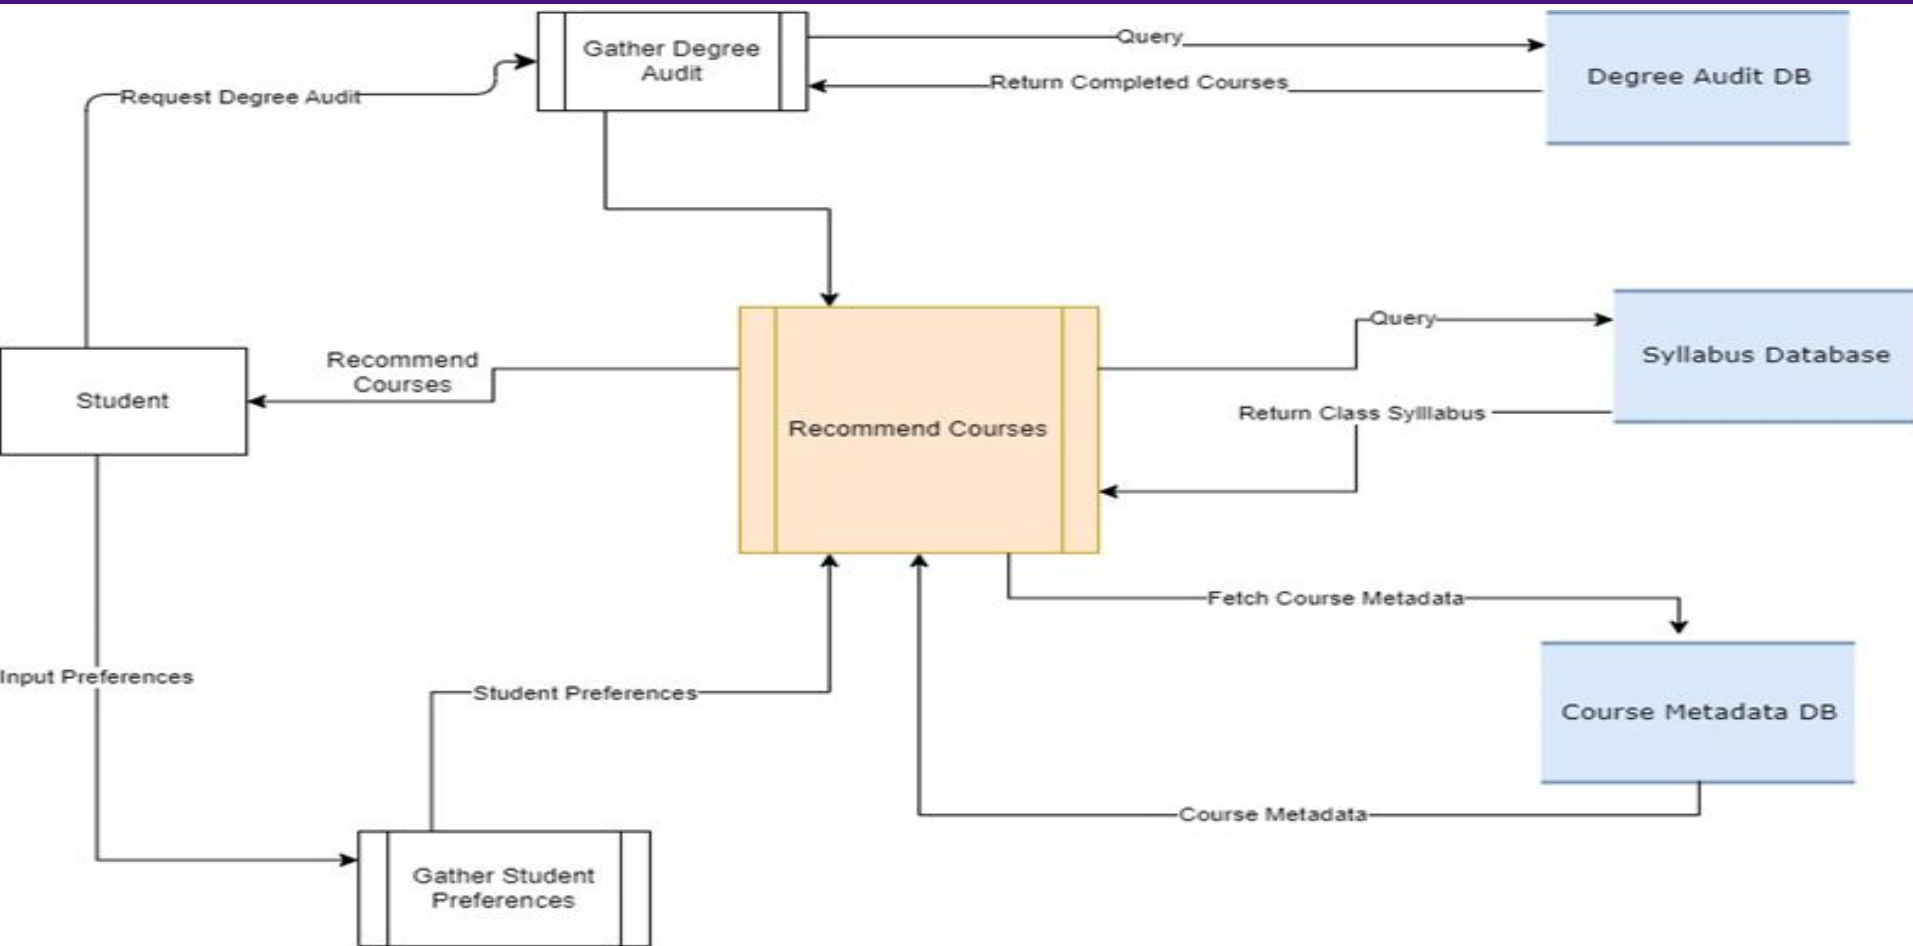 Gather Degree
Audit
Query
Degree Audit DB
Return Completed Courses
Request Degree Audit
Query
Recommend
Courses
Syllabus Database
Student
Return Class Sylllabus
Recommend Courses
Fetch Course Metadata
Input Preferences
Student Preferences
Course Metadata DB
Course Metadata
Gather Student
Preferences